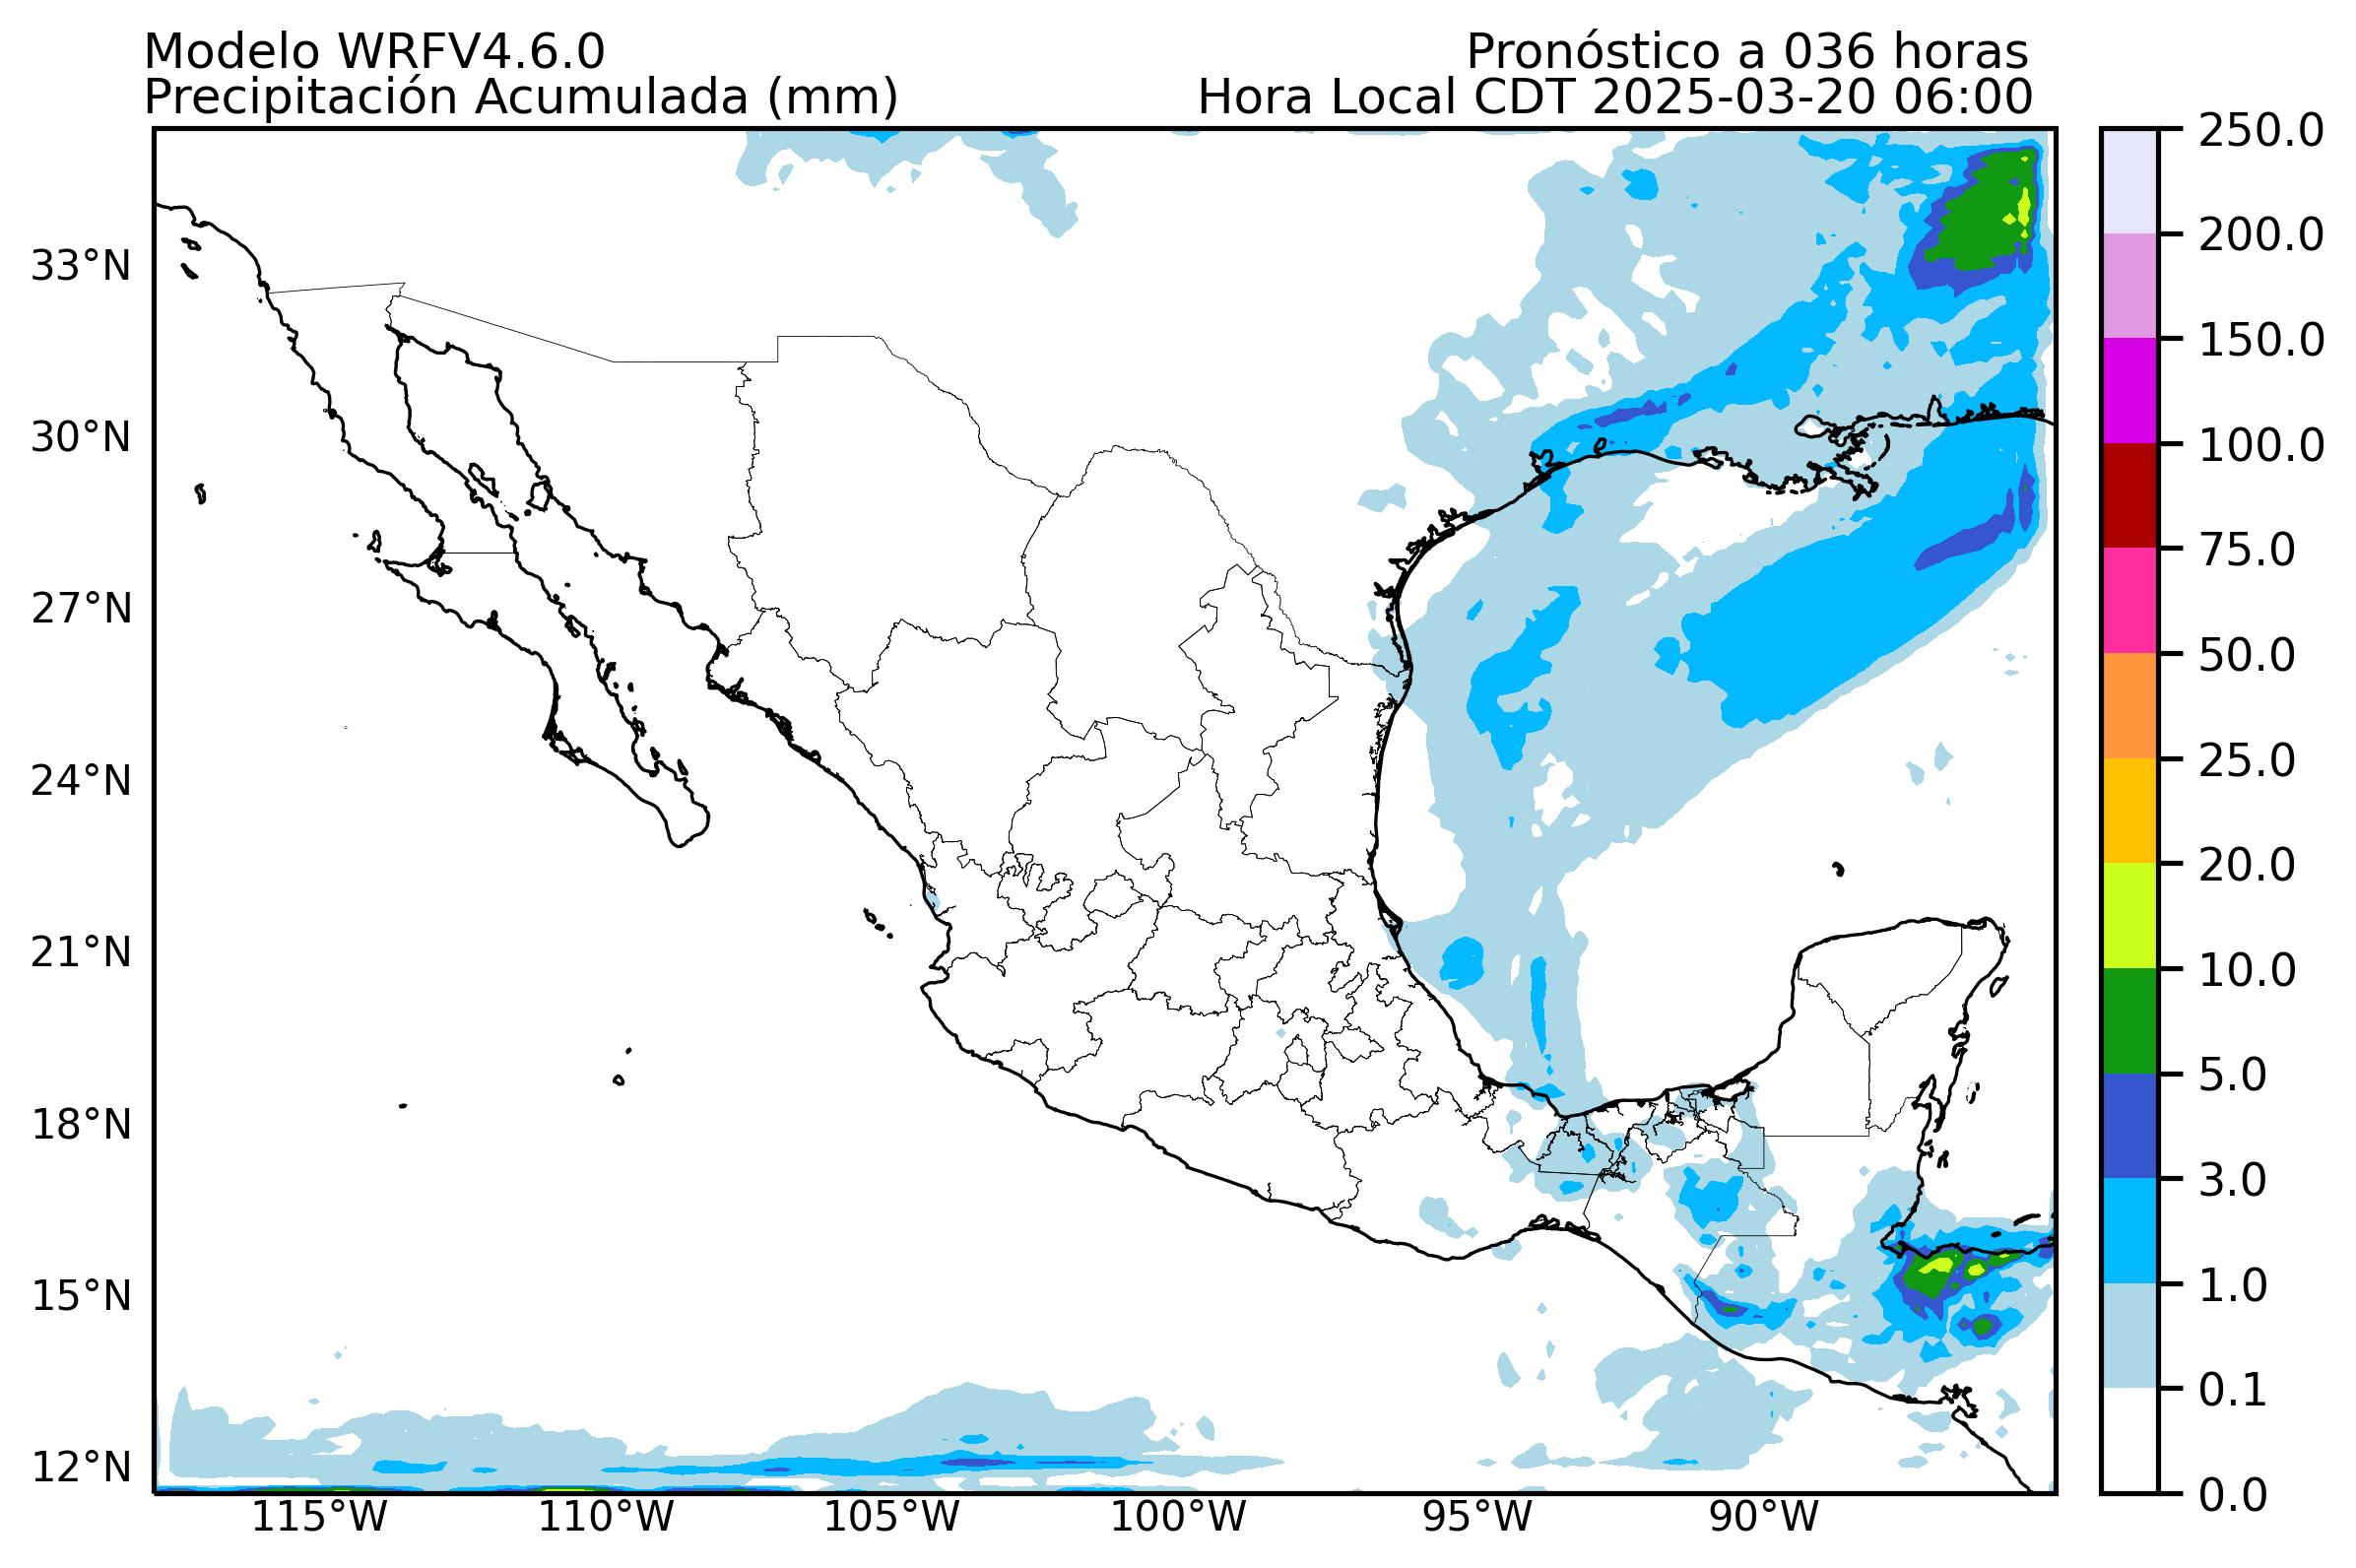 Modelo WRFV4.6.0
Pronóstico a 036 horas
Precipitación Acumulada (mm)
Hora Local CDT 2025-03-20 06:00
33°N
30°N
27°N
24°N
21°N
18°N
15°N
12°N
115°W
110°W
105°W
100°W
95°W
90°W
250.0
200.0
150.0
100.0
75.0
50.0
25.0
20.0
10.0
5.0
3.0
1.0
0.1
0.0